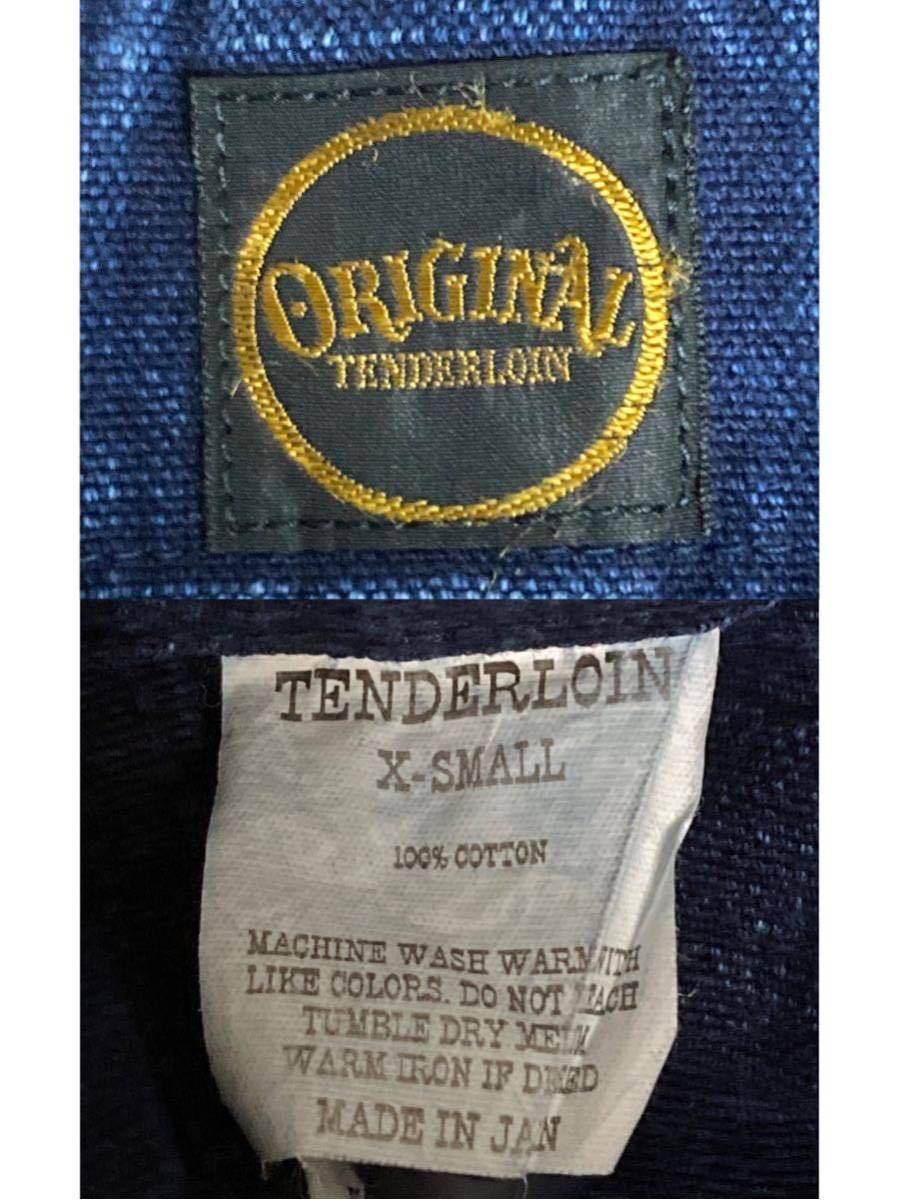 ORIGINAL
TENDERLOIN
TENDERLOIN
X-SMALL
100% COTTON
MACHINE WASH WARM WITH
LIKE COLORS. DO NOT
TUMBLE DRY
WARM IRON IF
MADE IN